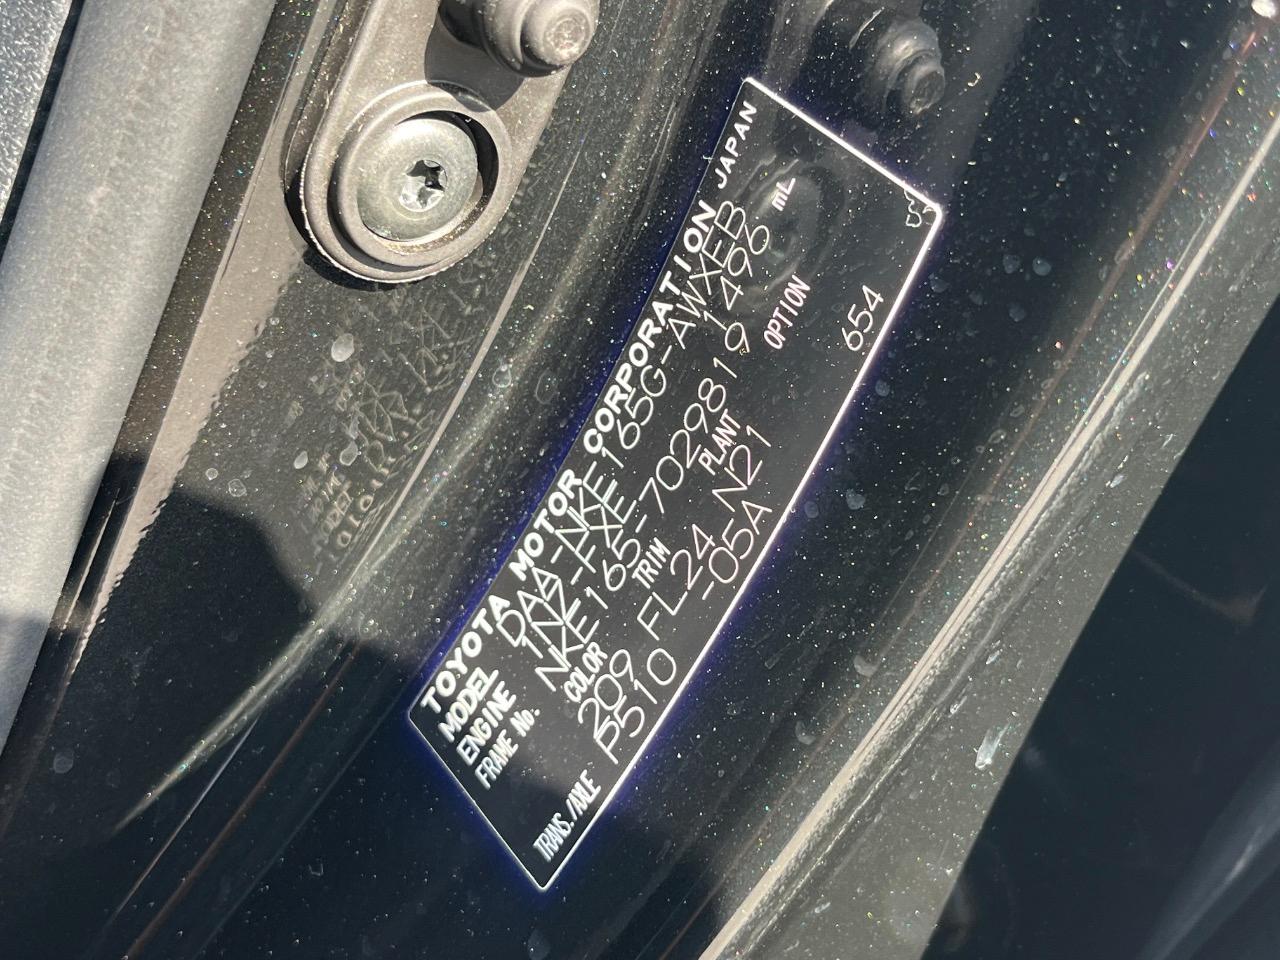 TOYOTA MOTOR CORPORATION JAPAN
MODEL DAA-NKE165G-AWXEB
ENGINE 1NZ-FXE 1496 mL
FRAME No. NKE165-7029819
COLOR TRIM PLANT OPTION
209 FL24 N21 654
TRANS./AXLE P510 -05A